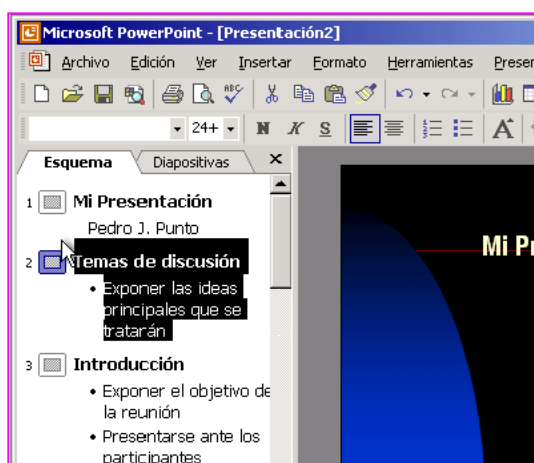 Microsoft PowerPoint - [Presentación2]
Archivo Edición Ver Insertar Formato Herramientas Presen
ABC
24+ N K S A
Esquema Diapositivas
1 Mi Presentación
Pedro J. Punto
2 Temas de discusión
• Exponer las ideas
principales que se
tratarán
3 Introducción
• Exponer el objetivo de
la reunión
• Presentarse ante los
participantes
Mi Pr